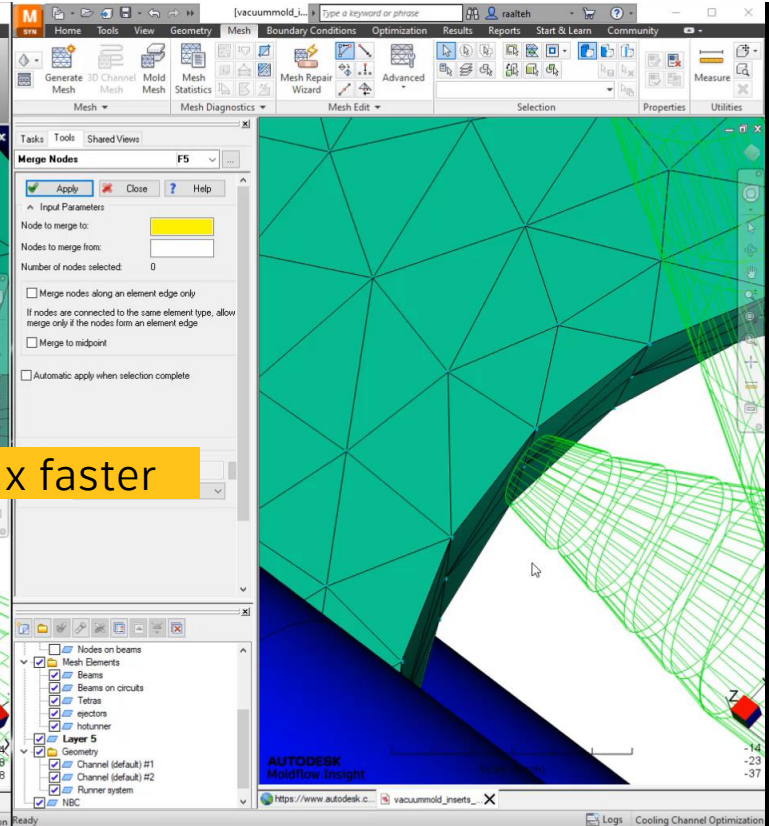 M SYN
[vacuummold_i...
Type a keyword or phrase
raalteh
Home Tools View Geometry Mesh Boundary Conditions Optimization Results Reports Start & Learn Community
Generate Mesh
3D Channel Mesh
Mold Mesh
Mesh Statistics
Mesh Repair Wizard
Advanced
Measure
Mesh
Mesh Diagnostics
Mesh Edit
Selection
Properties
Utilities
Tasks Tools Shared Views
Merge Nodes F5 ...
Apply Close ? Help
Input Parameters
Node to merge to:
Nodes to merge from:
Number of nodes selected: 0
Merge nodes along an element edge only
If nodes are connected to the same element type, allow
merge only if the nodes form an element edge
Merge to midpoint
Automatic apply when selection complete
x faster
Nodes on beams
Mesh Elements
Beams
Beams on circuits
Tetras
ejectors
hotunner
Layer 5
Geometry
Channel (default) #1
Channel (default) #2
Runner system
NBC
AUTODESK
Moldflow Insight
Z
-14
-23
-37
https://www.autodesk.c...
vacuummold_inserts_...
Ready
Logs
Cooling Channel Optimization